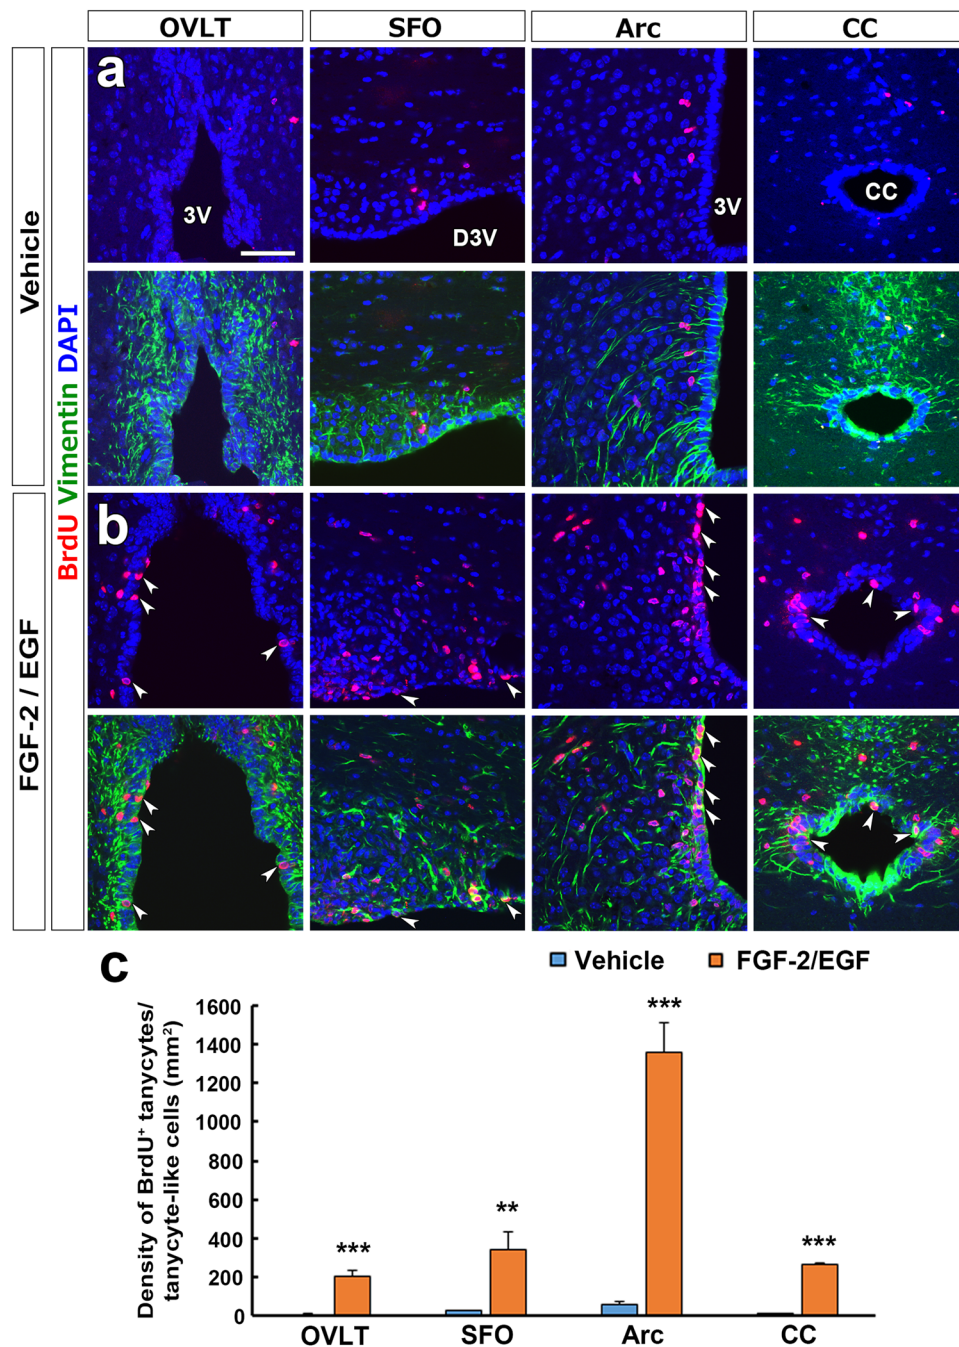 OVLT SFO Arc CC
Vehicle
FGF-2 / EGF
BrdU Vimentin DAPI
a
3V
D3V
3V
CC
b
c
Vehicle FGF-2/EGF
Density of BrdU⁺ tanycytes/
tanycyte-like cells (mm²)
1600
1400
1200
1000
800
600
400
200
0
***
**
***
***
OVLT SFO Arc CC